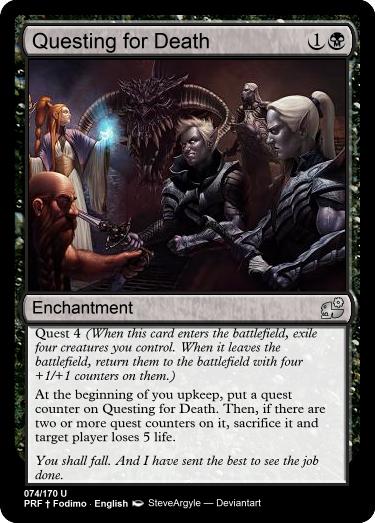 Questing for Death 1
Enchantment
Quest 4 (When this card enters the battlefield, exile
four creatures you control. When it leaves the
battlefield, return them to the battlefield with four
+1/+1 counters on them.)
At the beginning of you upkeep, put a quest
counter on Questing for Death. Then, if there are
two or more quest counters on it, sacrifice it and
target player loses 5 life.
You shall fall. And I have sent the best to see the job
done.
074/170 U
PRF † Fodimo · English SteveArgyle — Deviantart